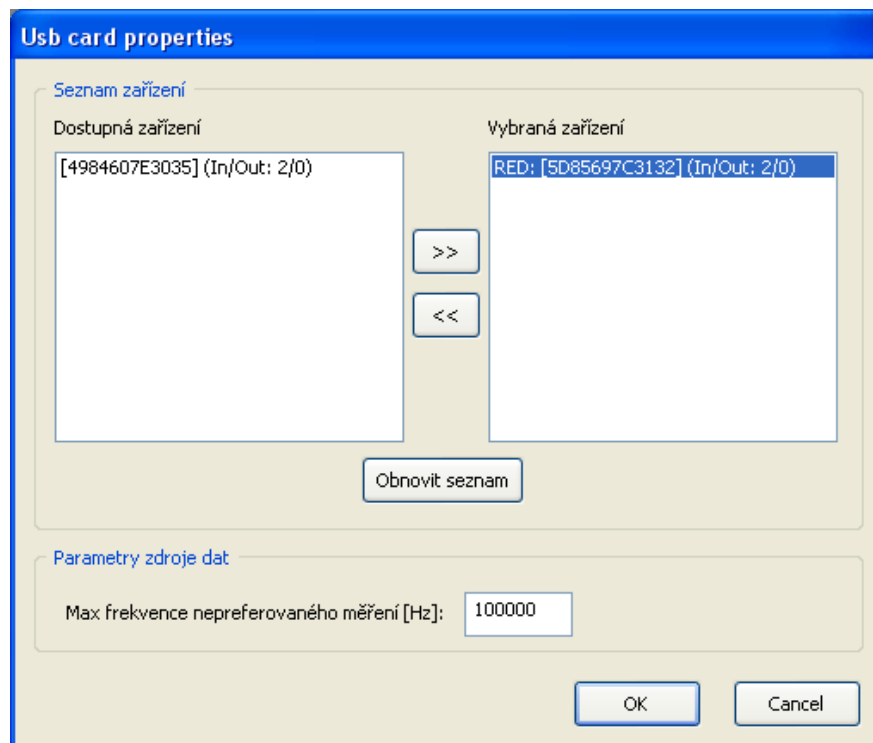 Usb card properties
Seznam zařízení
Dostupná zařízení
Vybraná zařízení
[4984607E3035] (In/Out: 2/0)
RED: [5D85697C3132] (In/Out: 2/0)
>>
<<
Obnovit seznam
Parametry zdroje dat
Max frekvence nepreferovaného měření [Hz]:
100000
OK
Cancel